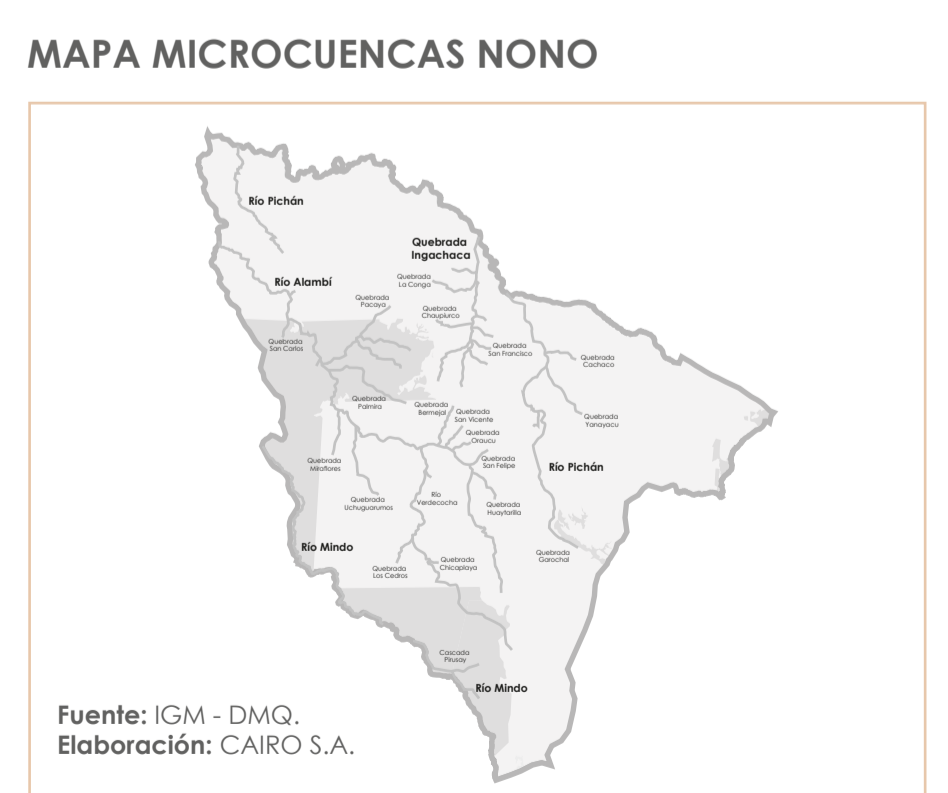 MAPA MICROCUENCAS NONO
Río Pichán
Quebrada
Ingachaca
Río Alambí
Quebrada
La Conga
Quebrada
Pacaya
Quebrada
Chaupiurco
Quebrada
San Carlos
Quebrada
San Francisco
Quebrada
Cachaco
Quebrada
Palmira
Quebrada
Bermejal
Quebrada
San Vicente
Quebrada
Yanayacu
Quebrada
Oraucu
Quebrada
Miraflores
Quebrada
San Felipe
Río Pichán
Quebrada
Uchuguarumos
Río
Verdecocha
Quebrada
Huaytarilla
Río Mindo
Quebrada
Garochal
Quebrada
Los Cedros
Quebrada
Chicaplaya
Cascada
Pirusay
Río Mindo
Fuente: IGM - DMQ.
Elaboración: CAIRO S.A.